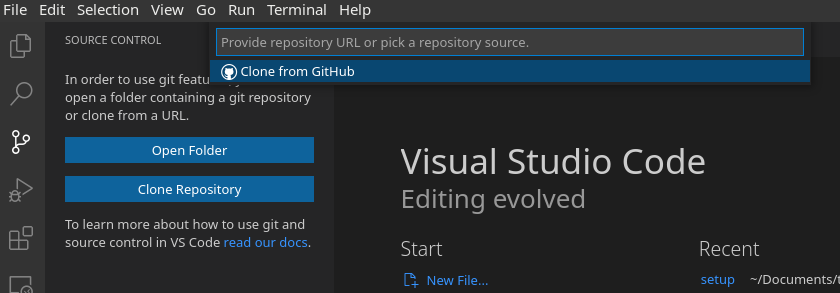 File Edit Selection View Go Run Terminal Help
SOURCE CONTROL
Provide repository URL or pick a repository source.
Clone from GitHub
In order to use git
open a folder containing a git repository
or clone from a URL.
Open Folder
Clone Repository
To learn more about how to use git and
source control in VS Code read our docs.
Visual Studio Code
Editing evolved
Start
Recent
New File...
setup ~/Documents/